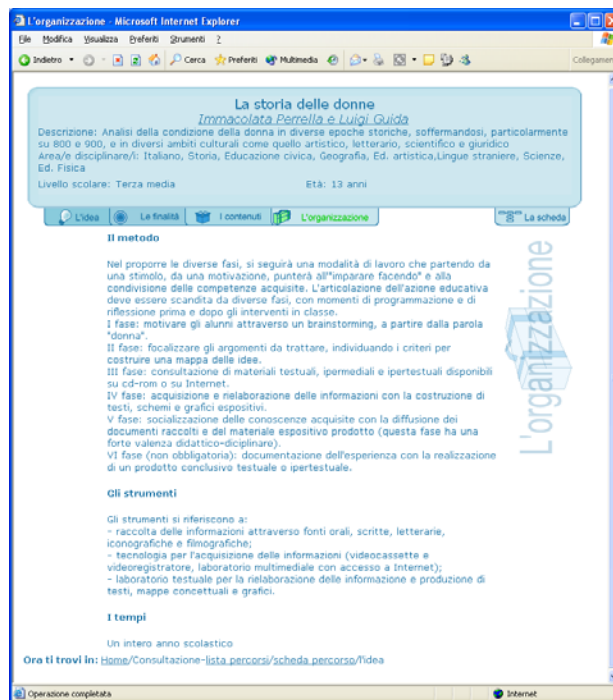 L'organizzazione - Microsoft Internet Explorer
File Modifica Visualizza Preferiti Strumenti ?
Indietro Cerca Preferiti Multimedia Collegamen
La storia delle donne
Immacolata Perrella e Luigi Guida
Descrizione: Analisi della condizione della donna in diverse epoche storiche, soffermandosi, particolarmente
su 800 e 900, e in diversi ambiti culturali come quello artistico, letterario, scientifico e giuridico
Area/e disciplinare/i: Italiano, Storia, Educazione civica, Geografia, Ed. artistica,Lingue straniere, Scienze,
Ed. Fisica
Livello scolare: Terza media Età: 13 anni
L'idea Le finalità I contenuti L'organizzazione La scheda
L'organizzazione
Il metodo
Nel proporre le diverse fasi, si seguirà una modalità di lavoro che partendo da
una stimolo, da una motivazione, punterà all'"imparare facendo" e alla
condivisione delle competenze acquisite. L'articolazione dell'azione educativa
deve essere scandita da diverse fasi, con momenti di programmazione e di
riflessione prima e dopo gli interventi in classe.
I fase: motivare gli alunni attraverso un brainstorming, a partire dalla parola
"donna".
II fase: focalizzare gli argomenti da trattare, individuando i criteri per
costruire una mappa delle idee.
III fase: consultazione di materiali testuali, ipermediali e ipertestuali disponibili
su cd-rom o su Internet.
IV fase: acquisizione e rielaborazione delle informazioni con la costruzione di
testi, schemi e grafici espositivi.
V fase: socializzazione delle conoscenze acquisite con la diffusione dei
documenti raccolti e del materiale espositivo prodotto (questa fase ha una
forte valenza didattico-diciplinare).
VI fase (non obbligatoria): documentazione dell'esperienza con la realizzazione
di un prodotto conclusivo testuale o ipertestuale.
Gli strumenti
Gli strumenti si riferiscono a:
- raccolta delle informazioni attraverso fonti orali, scritte, letterarie,
iconografiche e filmografiche;
- tecnologia per l'acquisizione delle informazioni (videocassette e
videoregistratore, laboratorio multimediale con accesso a Internet);
- laboratorio testuale per la rielaborazione delle informazione e produzione di
testi, mappe concettuali e grafici.
I tempi
Un intero anno scolastico
Ora ti trovi in: Home/Consultazione-lista percorsi/scheda percorso/l'idea
Operazione completata Internet